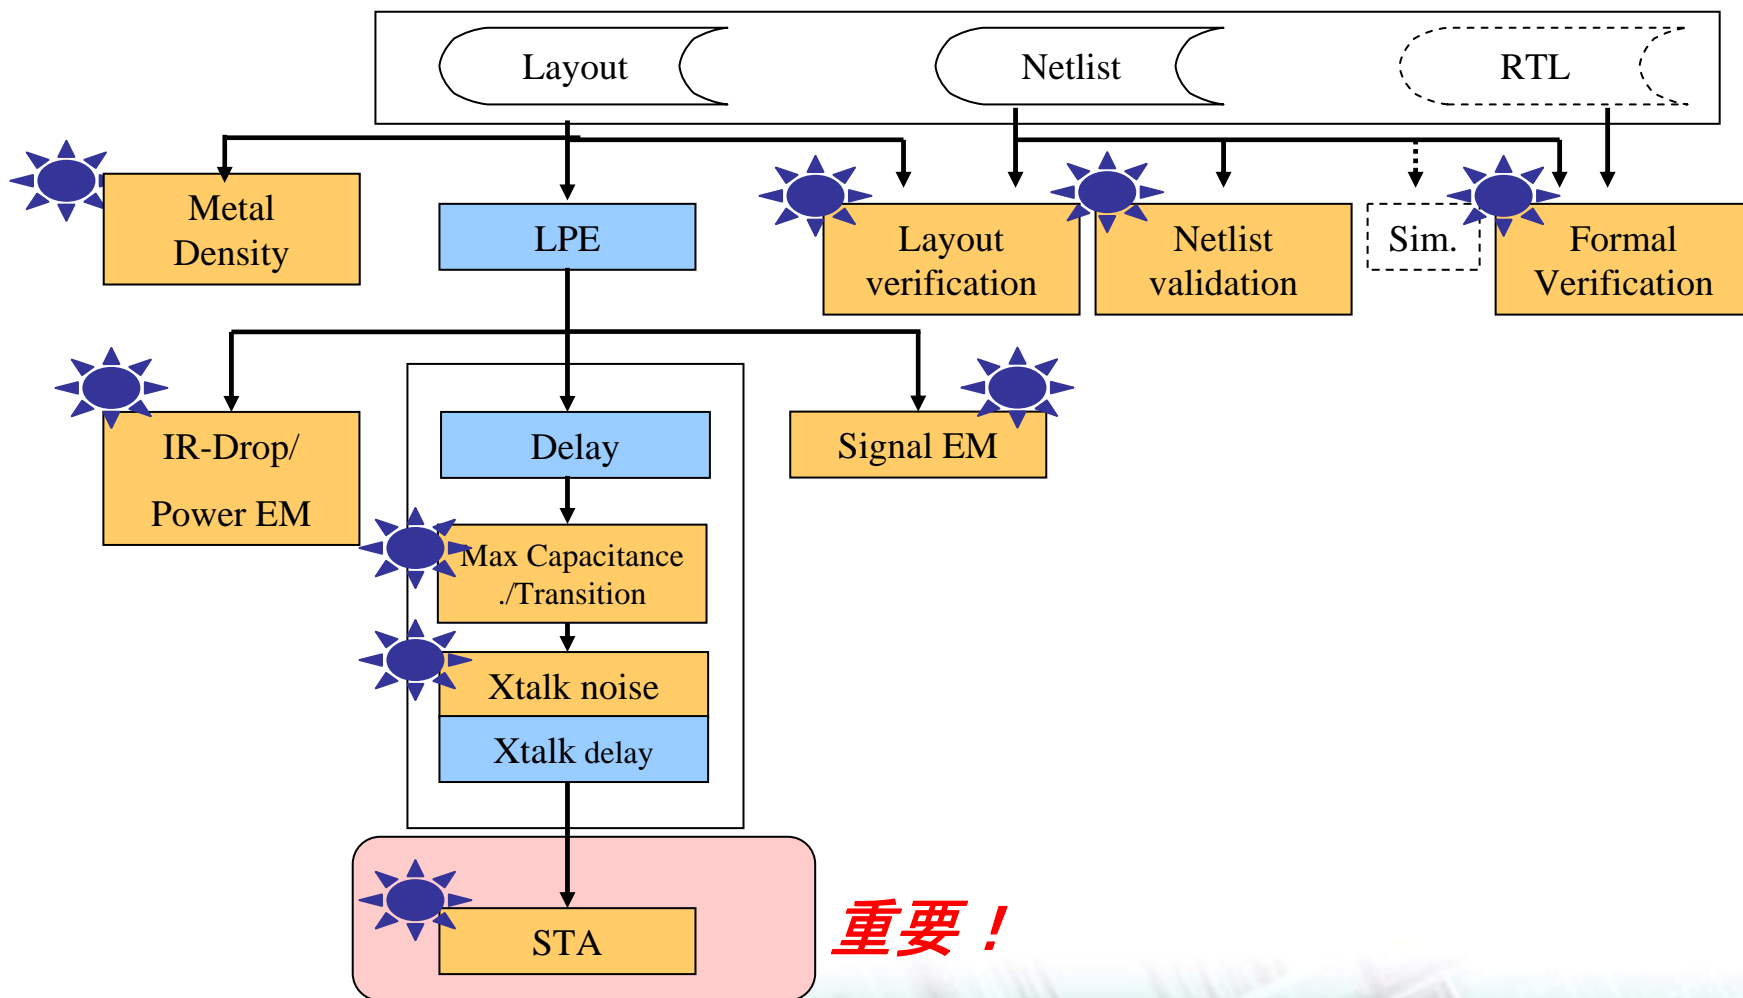 Layout
Netlist
RTL
Metal
Density
LPE
Layout
verification
Netlist
validation
Sim.
Formal
Verification
IR-Drop/
Power EM
Delay
Signal EM
Max Capacitance
./Transition
Xtalk noise
Xtalk delay
STA
重要！